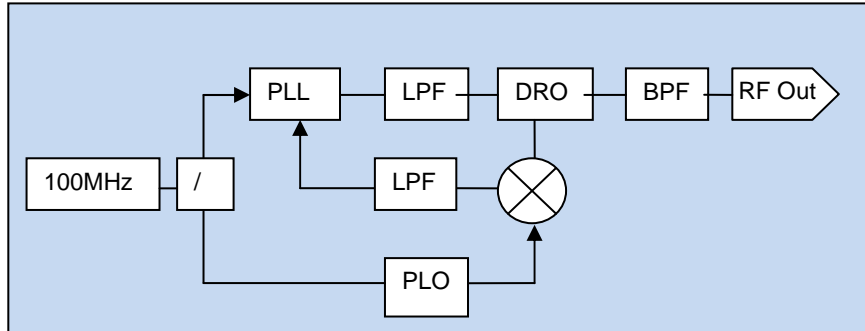 PLL
LPF
DRO
BPF
RF Out
100MHz
/
LPF
PLO